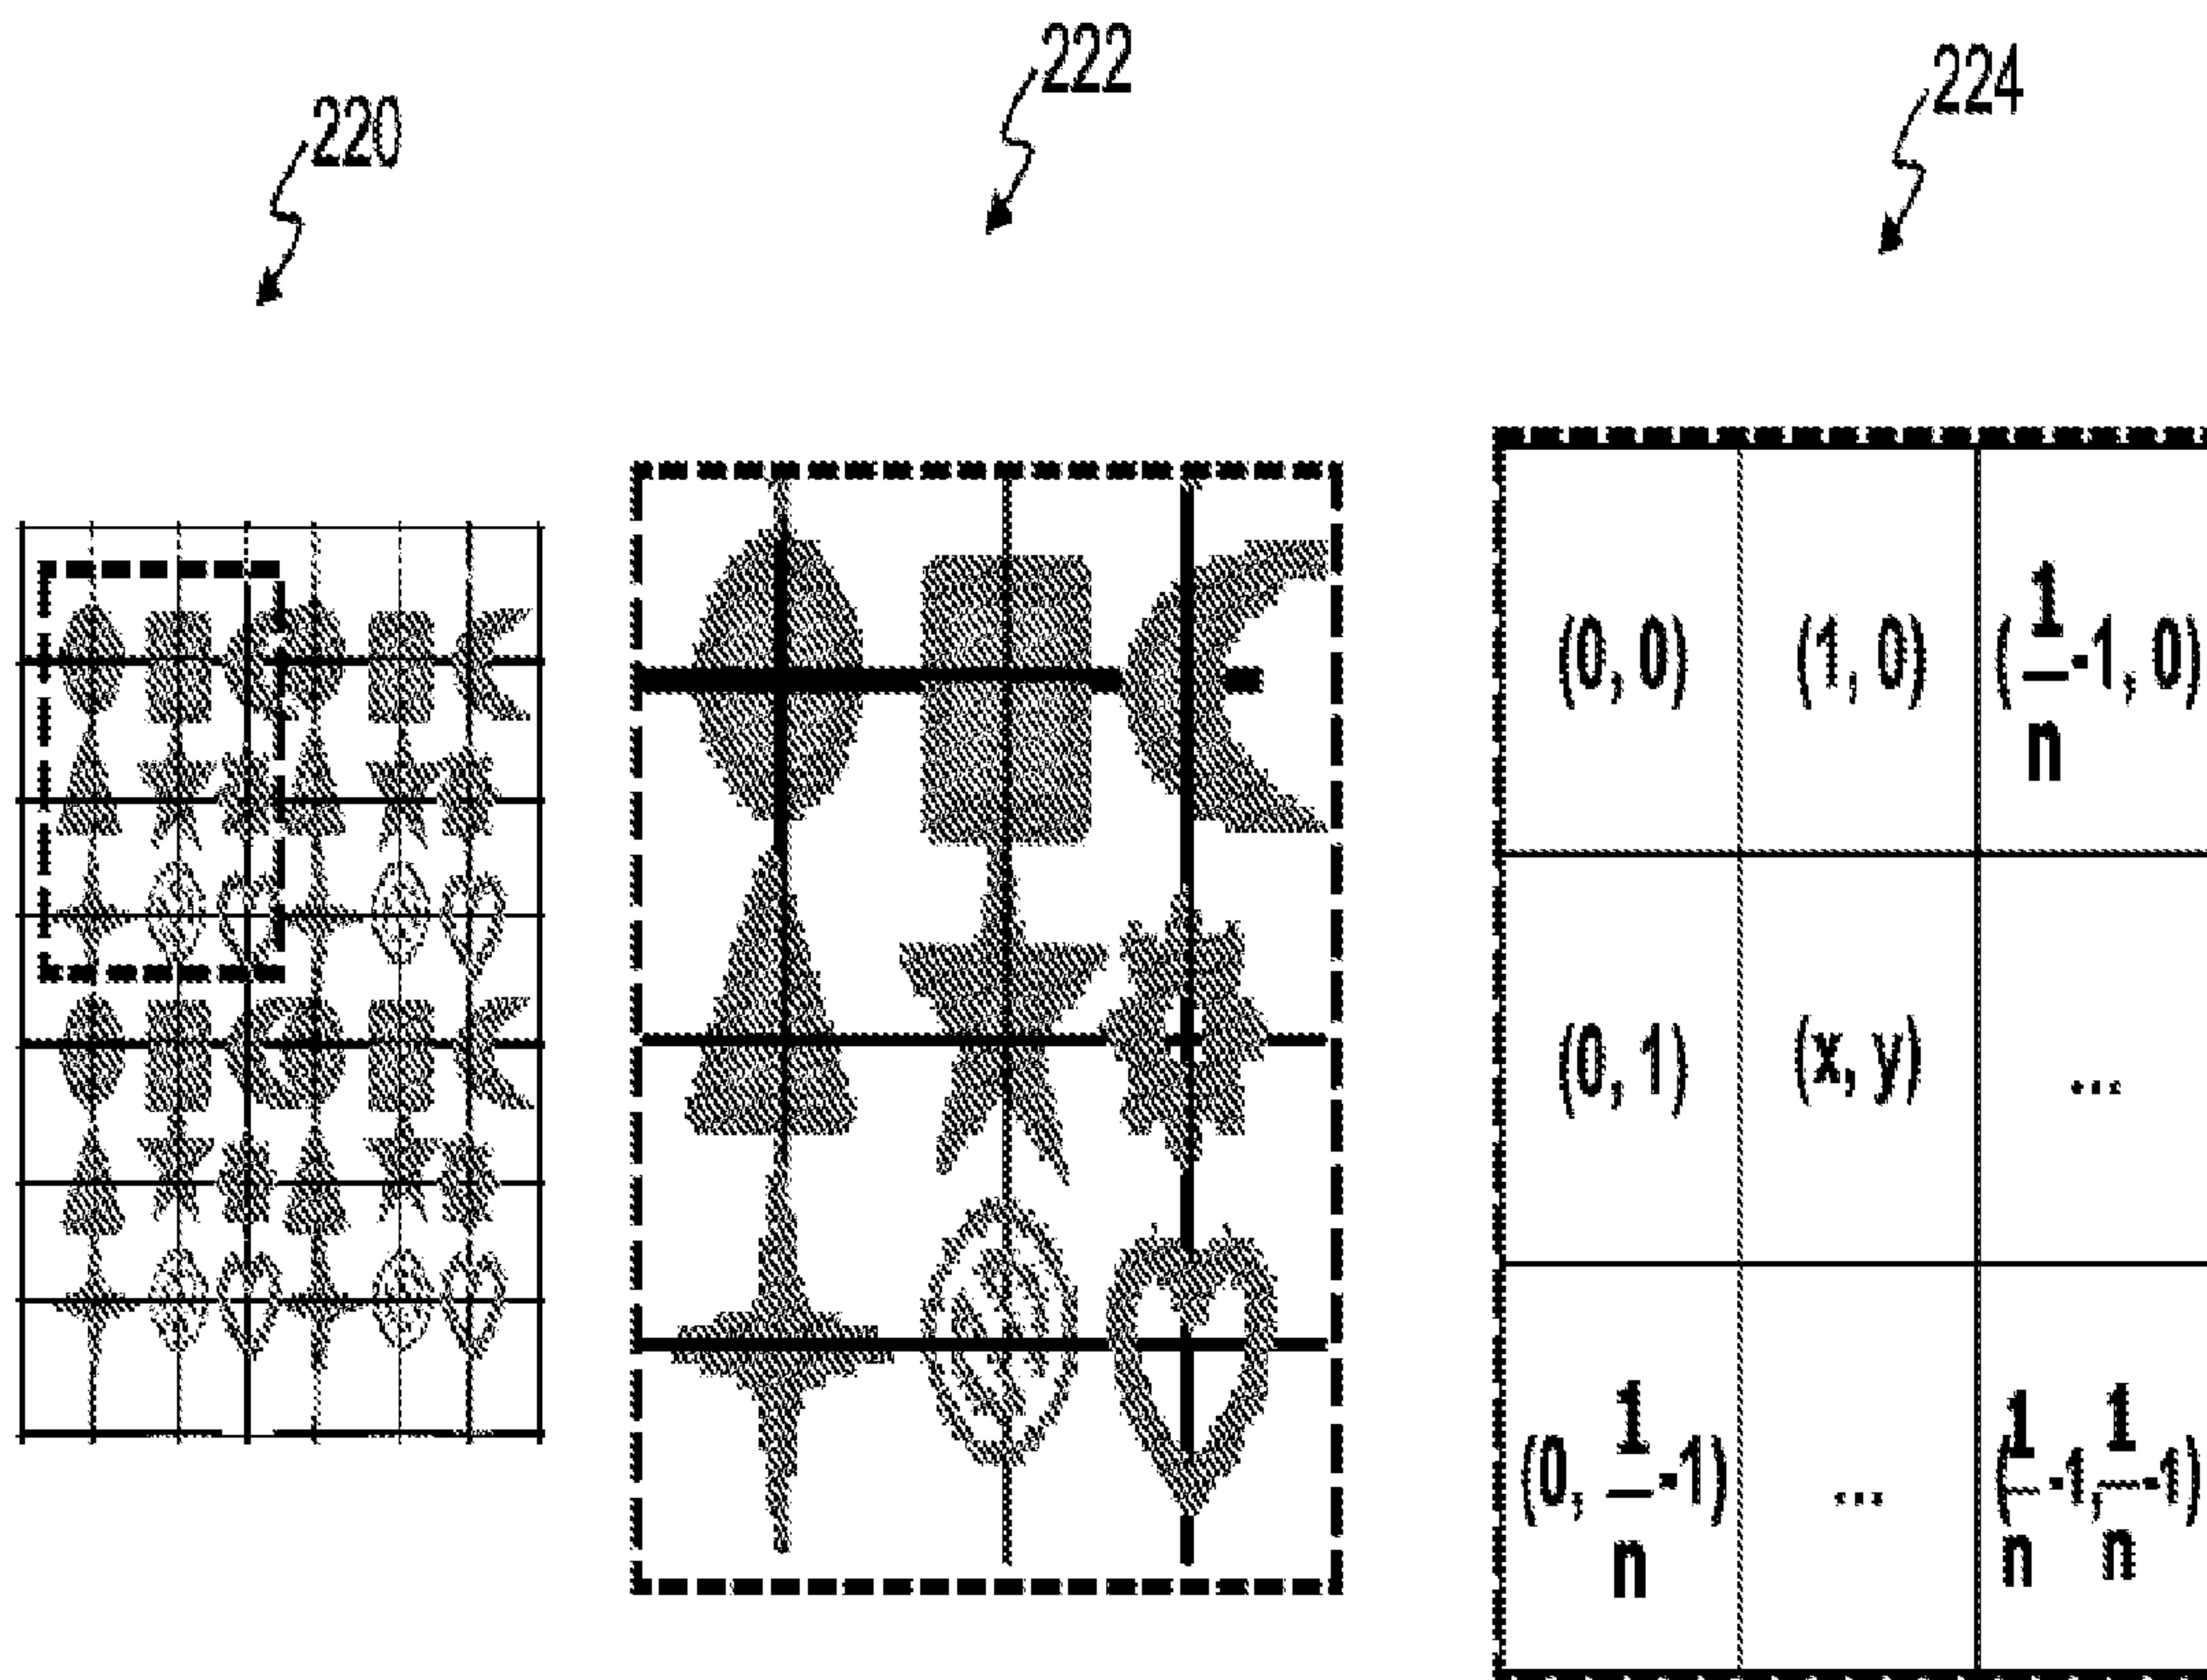 220
222
224
(0, 0) (1, 0) (1/n-1, 0)
(0, 1) (x, y) ...
(0, 1/n-1) ... (1/n-1, 1/n-1)